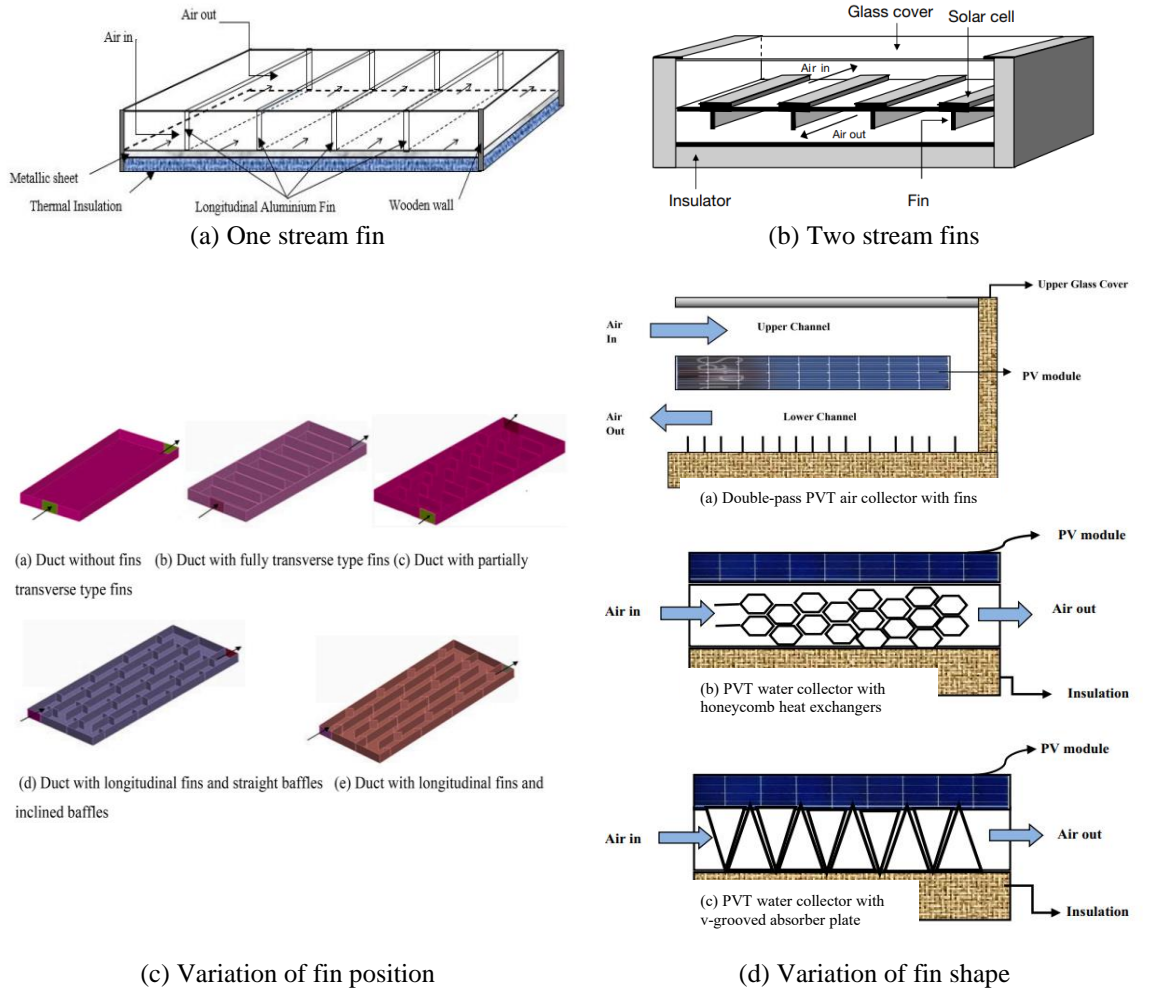 Air out
Air in
Metallic sheet
Thermal Insulation
Longitudinal Aluminium Fin
Wooden wall
(a) One stream fin
Glass cover
Solar cell
Air in
Air out
Insulator
Fin
(b) Two stream fins
(a) Duct without fins (b) Duct with fully transverse type fins (c) Duct with partially
transverse type fins
(d) Duct with longitudinal fins and straight baffles (e) Duct with longitudinal fins and
inclined baffles
(c) Variation of fin position
Upper Glass Cover
Air
In
Upper Channel
PV module
Air
Out
Lower Channel
(a) Double-pass PVT air collector with fins
PV module
Air in
Air out
(b) PVT water collector with
honeycomb heat exchangers
Insulation
PV module
Air in
Air out
(c) PVT water collector with
v-grooved absorber plate
Insulation
(d) Variation of fin shape